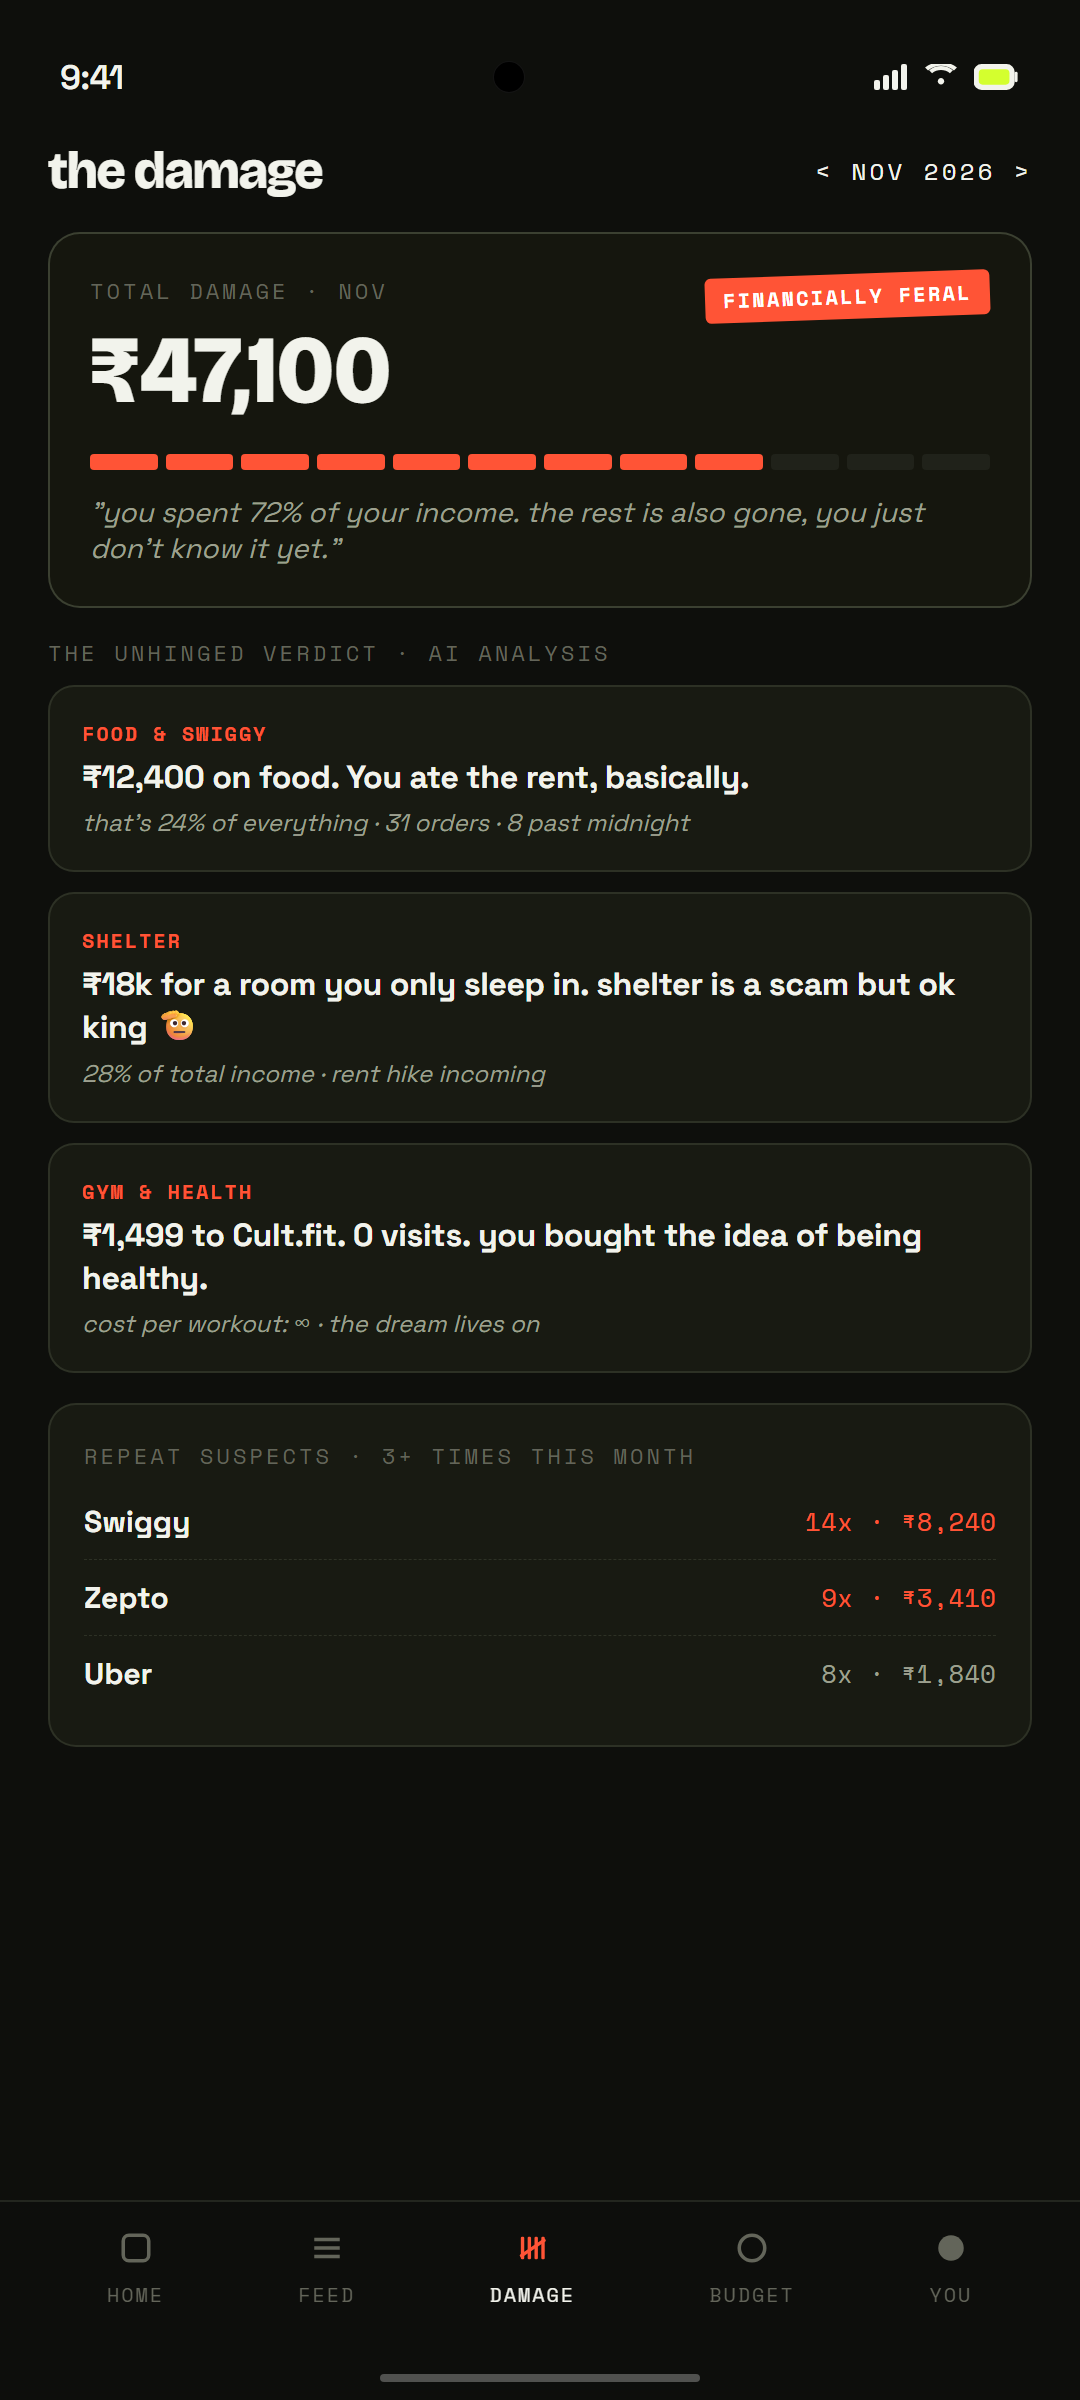 9:41
the damage
< NOV 2026 >
TOTAL DAMAGE · NOV
FINANCIALLY FERAL
₹47,100
”you spent 72% of your income. the rest is also gone, you just
don’t know it yet.”
THE UNHINGED VERDICT · AI ANALYSIS
FOOD & SWIGGY
₹12,400 on food. You ate the rent, basically.
that’s 24% of everything · 31 orders · 8 past midnight
SHELTER
₹18k for a room you only sleep in. shelter is a scam but ok
king 🫡
28% of total income · rent hike incoming
GYM & HEALTH
₹1,499 to Cult.fit. 0 visits. you bought the idea of being
healthy.
cost per workout: ∞ · the dream lives on
REPEAT SUSPECTS · 3+ TIMES THIS MONTH
Swiggy 14x · ₹8,240
Zepto 9x · ₹3,410
Uber 8x · ₹1,840
HOME FEED DAMAGE BUDGET YOU